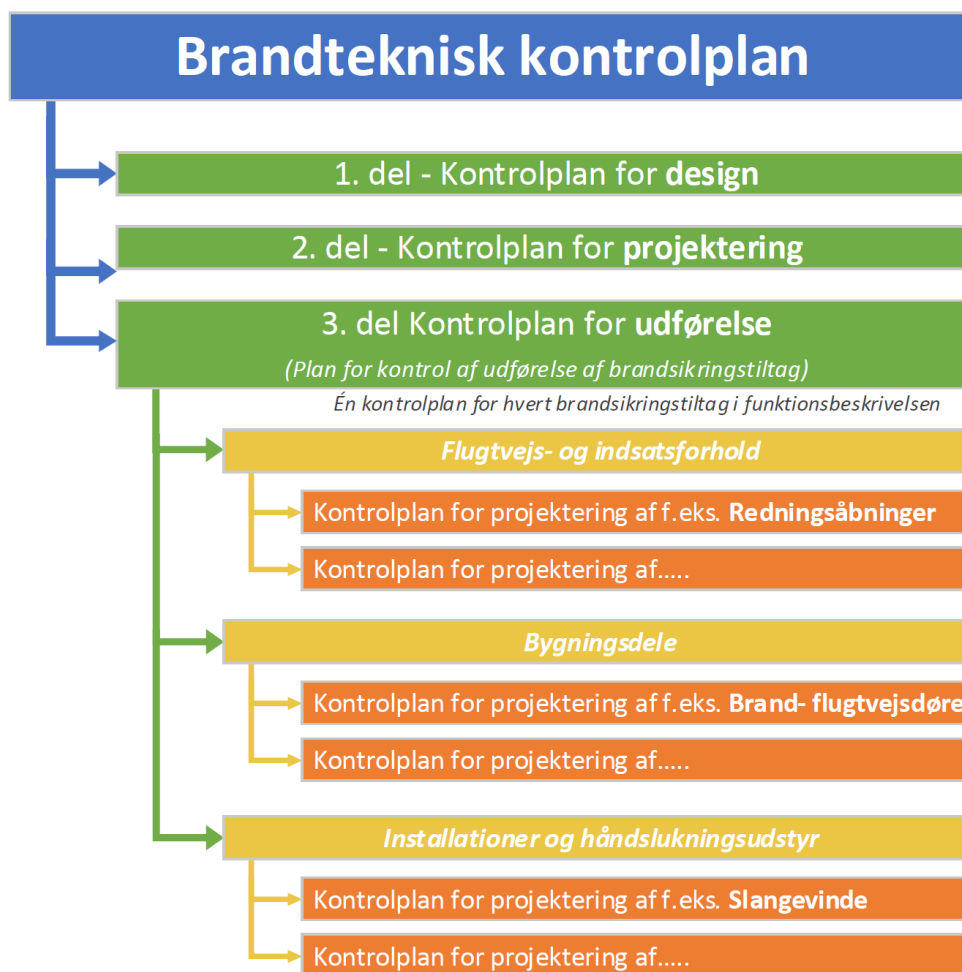 Brandteknisk kontrolplan
1. del - Kontrolplan for design
2. del - Kontrolplan for projektering
3. del Kontrolplan for udførelse
(Plan for kontrol af udførelse af brandsikringstiltag)
Én kontrolplan for hvert brandsikringstiltag i funktionsbeskrivelsen
Flugtvejs- og indsatsforhold
Kontrolplan for projektering af f.eks. Redningsåbninger
Kontrolplan for projektering af.....
Bygningsdele
Kontrolplan for projektering af f.eks. Brand- flugtvejsdøre
Kontrolplan for projektering af.....
Installationer og håndslukningsudstyr
Kontrolplan for projektering af f.eks. Slangevinde
Kontrolplan for projektering af.....